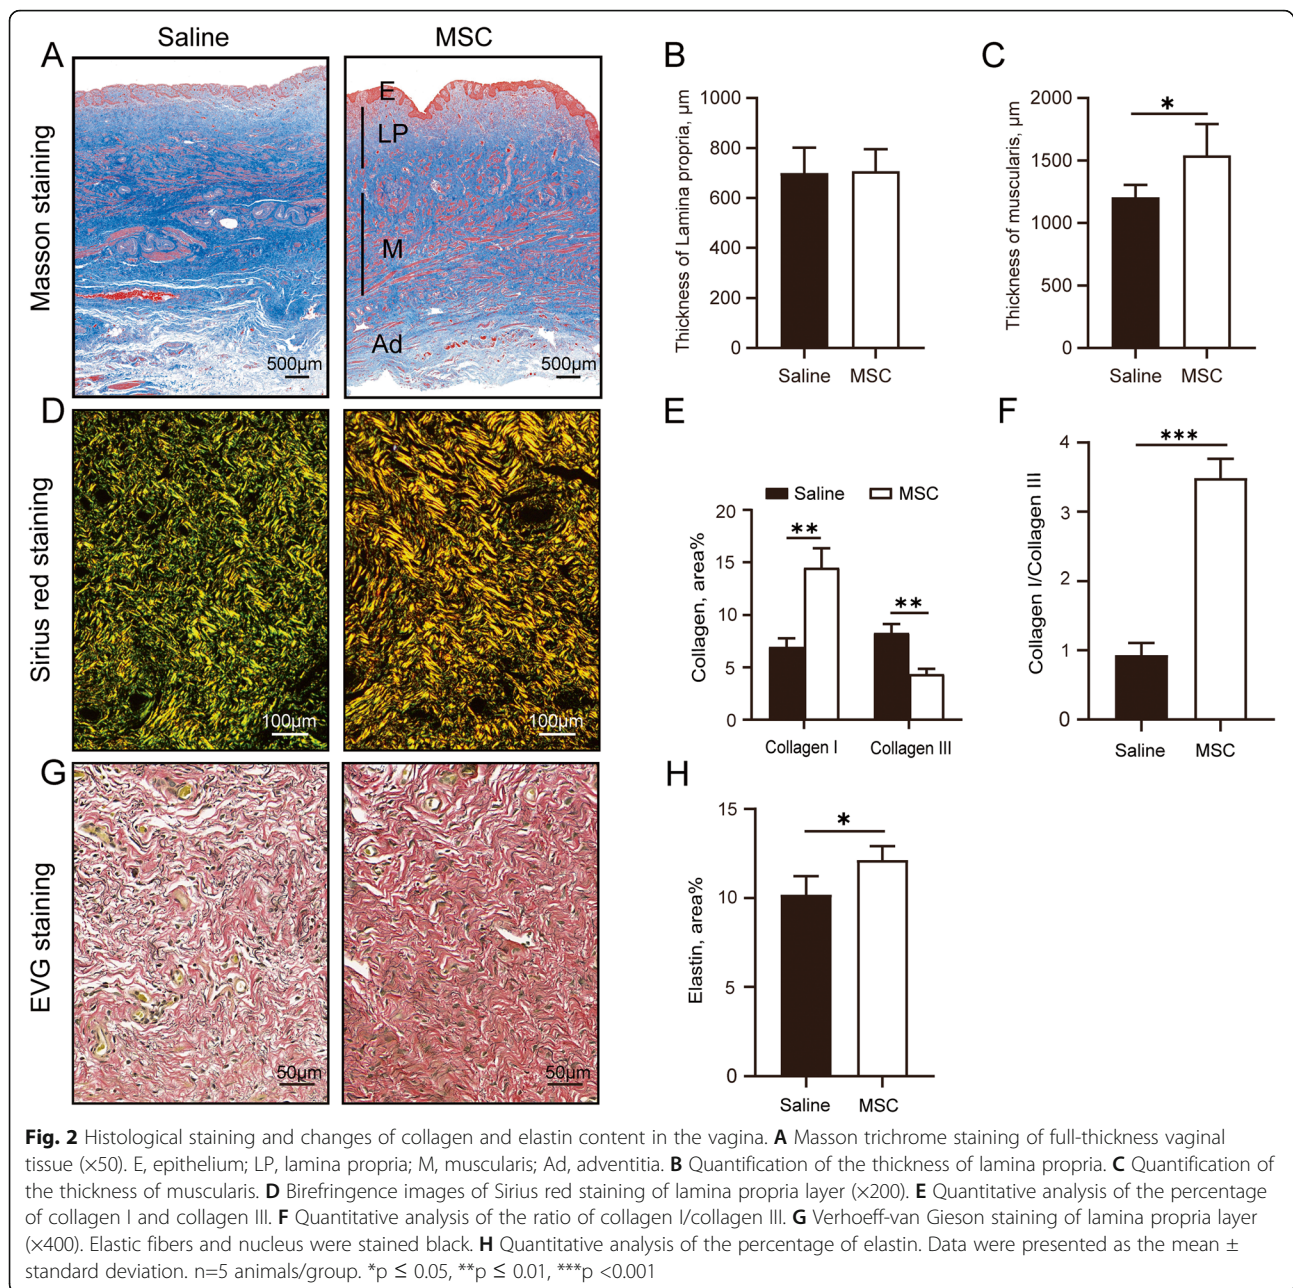 Saline
MSC
A
Masson staining
E
LP
M
Ad
500μm
500μm
B
Thickness of Lamina propria, μm
1000
800
600
400
200
0
Saline
MSC
C
Thickness of muscularis, μm
2000
1500
1000
500
0
*
Saline
MSC
D
Sirius red staining
100μm
100μm
E
Saline
MSC
Collagen, area%
20
15
10
5
0
**
**
Collagen I
Collagen III
F
Collagen I/Collagen III
4
3
2
1
0
***
Saline
MSC
G
EVG staining
50μm
50μm
H
Elastin, area%
15
10
5
0
*
Saline
MSC
Fig. 2 Histological staining and changes of collagen and elastin content in the vagina. A Masson trichrome staining of full-thickness vaginal
tissue (×50). E, epithelium; LP, lamina propria; M, muscularis; Ad, adventitia. B Quantification of the thickness of lamina propria. C Quantification of
the thickness of muscularis. D Birefringence images of Sirius red staining of lamina propria layer (×200). E Quantitative analysis of the percentage
of collagen I and collagen III. F Quantitative analysis of the ratio of collagen I/collagen III. G Verhoeff-van Gieson staining of lamina propria layer
(×400). Elastic fibers and nucleus were stained black. H Quantitative analysis of the percentage of elastin. Data were presented as the mean ±
standard deviation. n=5 animals/group. *p ≤ 0.05, **p ≤ 0.01, ***p <0.001